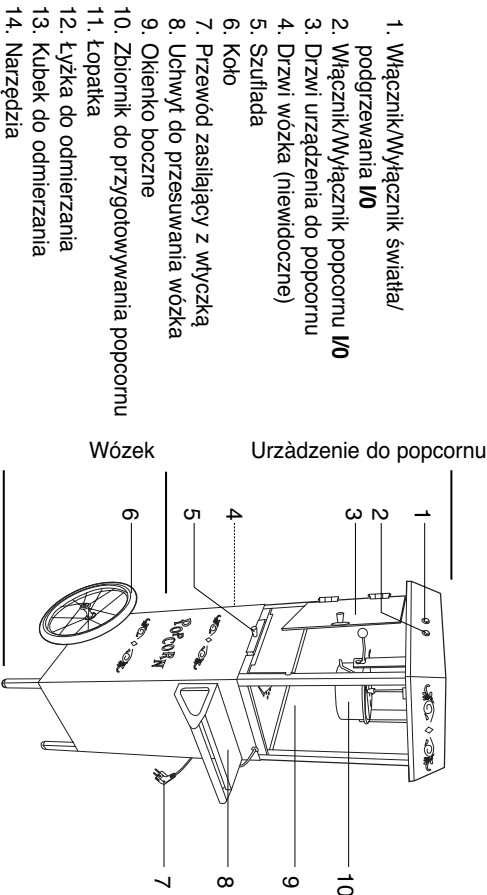 1. Włącznik/Wyłącznik światła/
podgrzewania I/0
2. Włącznik/Wyłącznik popcornu I/0
3. Drzwi urządzenia do popcornu
4. Drzwi wózka (niewidoczne)
5. Szuflada
6. Koło
7. Przewód zasilający z wtyczką
8. Uchwyt do przesuwania wózka
9. Okienko boczne
10. Zbiornik do przygotowywania popcornu
11. Łopatka
12. Łyżka do odmierzania
13. Kubek do odmierzania
14. Narzędzia
Urzàdzenie do popcornu
Wózek
1
2
3
4
5
6
7
8
9
10
POPCORN